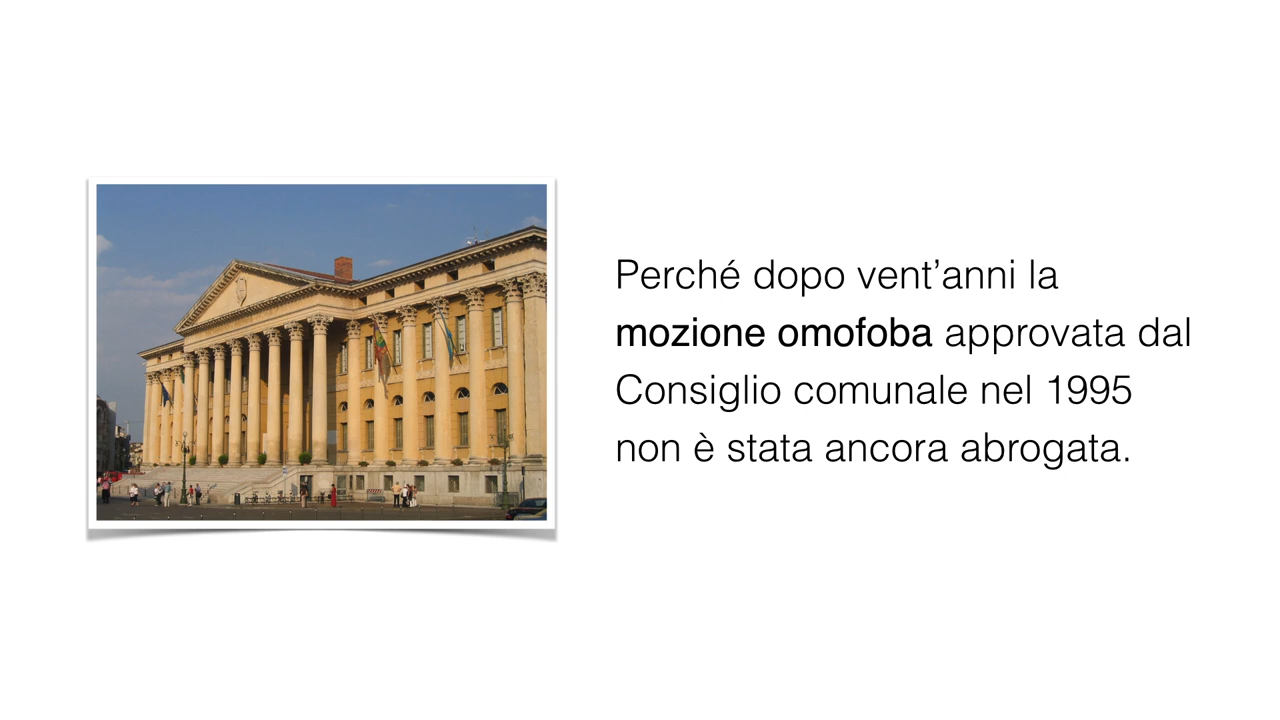 Perché dopo vent’anni la
mozione omofoba approvata dal
Consiglio comunale nel 1995
non è stata ancora abrogata.